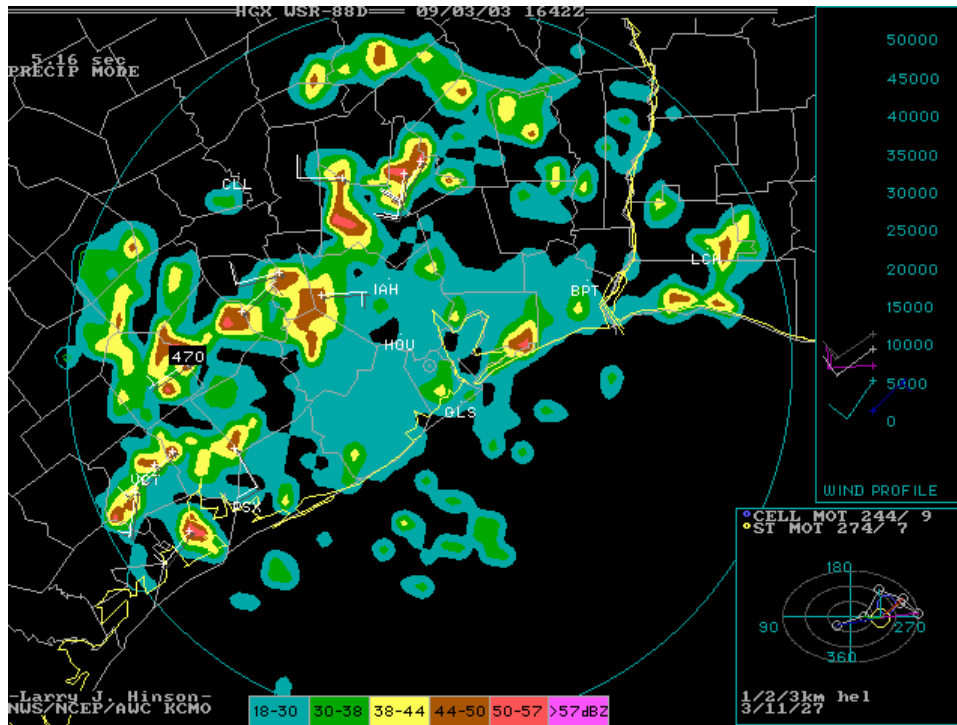 HGX WSR-88D 09/03/03 1642Z
5.16 sec
PRECIP MODE
50000
45000
40000
35000
30000
25000
20000
15000
10000
5000
0
WIND PROFILE
CLL
LCH
IAH
BPT
HOU
470
GLS
VCT
PSX
CELL MOT 244/ 9
ST MOT 274/ 7
180
90
270
360
1/2/3km hel
3/11/27
-Larry J. Hinson-
NWS/NCEP/AWC KCMO
18-30 30-38 38-44 44-50 50-57 >57dBZ